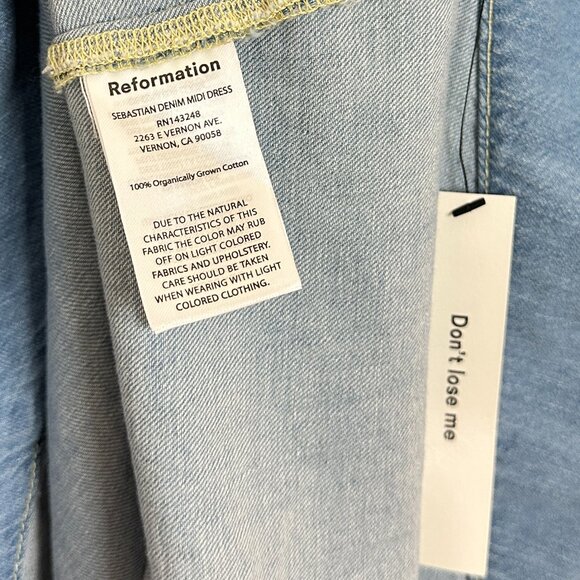 Reformation
SEBASTIAN DENIM MIDI DRESS
RN143248
2263 E VERNON AVE.
VERNON, CA 90058
100% Organically Grown Cotton
DUE TO THE NATURAL
CHARACTERISTICS OF THIS
FABRIC THE COLOR MAY RUB
OFF ON LIGHT COLORED
FABRICS AND UPHOLSTERY.
CARE SHOULD BE TAKEN
WHEN WEARING WITH LIGHT
COLORED CLOTHING.
Don't lose me